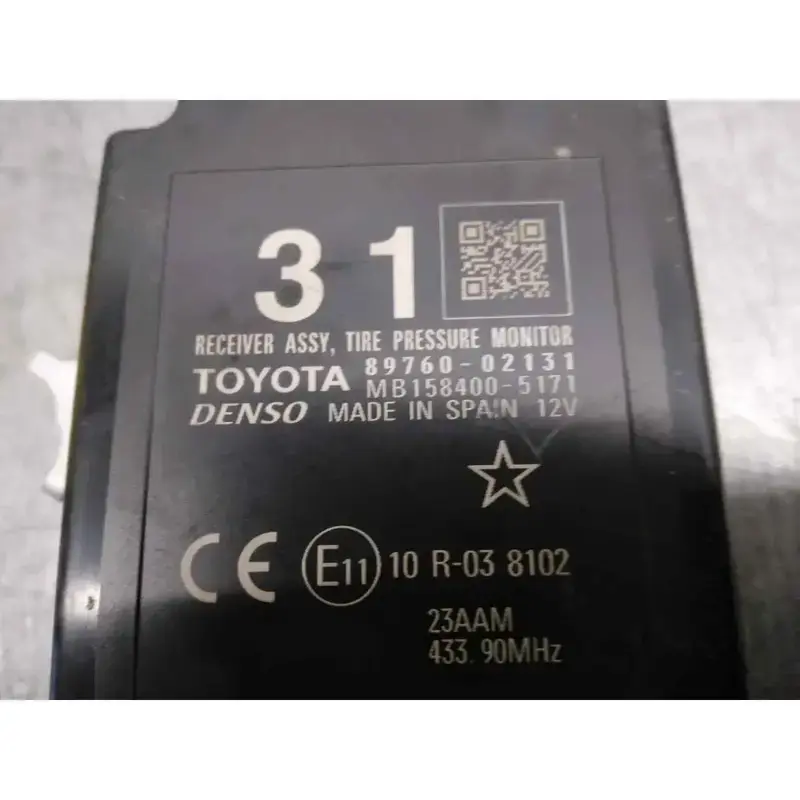 31
RECEIVER ASSY, TIRE PRESSURE MONITOR
TOYOTA 89760-02131
MB158400-5171
DENSO MADE IN SPAIN 12V
CE E11 10 R-03 8102
23AAM
433.90MHz